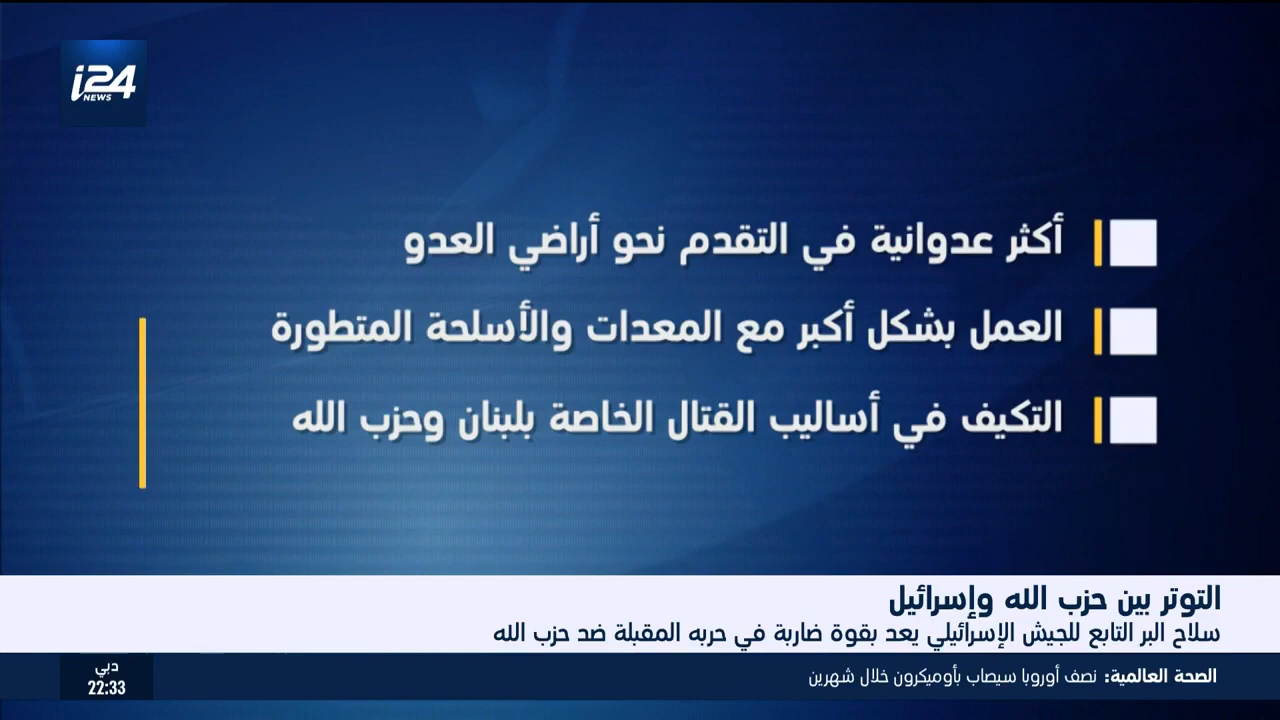 i24
NEWS
أكثر عدوانية في التقدم نحو أراضي العدو
العمل بشكل أكبر مع المعدات والأسلحة المتطورة
التكيف في أساليب القتال الخاصة بلبنان وحزب الله
التوتر بين حزب الله وإسرائيل
سلاح البر التابع للجيش الإسرائيلي يعد بقوة ضاربة في حربه المقبلة ضد حزب الله
الصحة العالمية: نصف أوروبا سيصاب بأوميكرون خلال شهرين
دبي
22:33